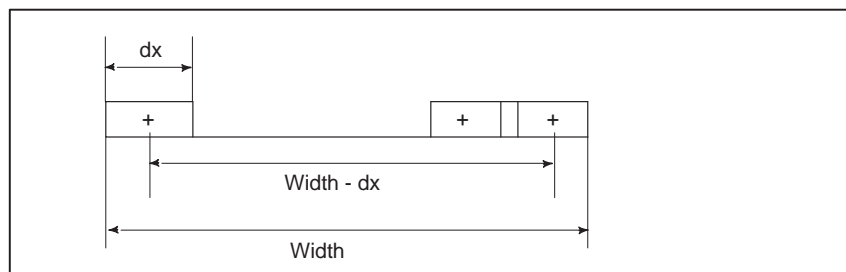 dx
+ + +
Width - dx
Width